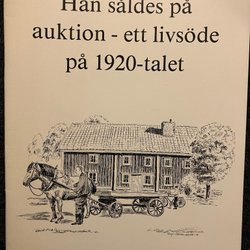 Han såldes på
auktion - ett livsöde
på 1920-talet